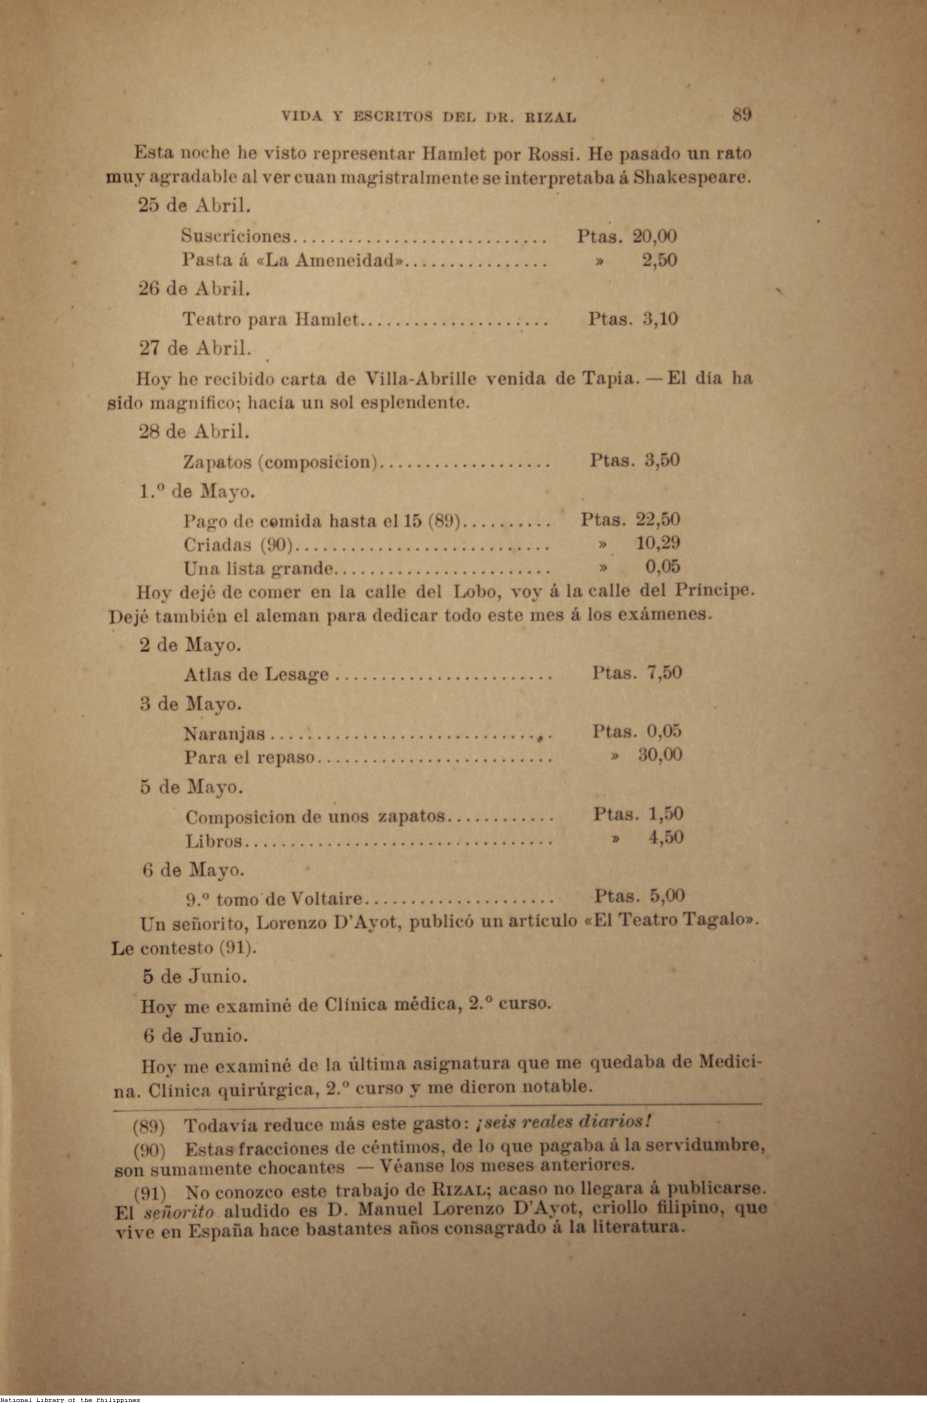 VIDA Y ESCRITOS DEL DR. RIZAL 89
Esta noche he visto representar Hamlet por Rossi. He pasado un rato
muy agradable al ver cuan magistralmente se interpretaba á Shakespeare.
25 de Abril.
Suscriciones........................... Ptas. 20,00
Pasta á «La Ameneidad»................ » 2,50
26 de Abril.
Teatro para Hamlet..................... Ptas. 3,10
27 de Abril.
Hoy he recibido carta de Villa-Abrille venida de Tapia. — El día ha
sido magnífico; hacía un sol esplendente.
28 de Abril.
Zapatos (composicion)................... Ptas. 3,50
1.º de Mayo.
Pago de comida hasta el 15 (89).......... Ptas. 22,50
Criadas (90)............................ » 10,29
Una lista grande........................ » 0,05
Hoy dejé de comer en la calle del Lobo, voy á la calle del Príncipe.
Dejé también el aleman para dedicar todo este mes á los exámenes.
2 de Mayo.
Atlas de Lesage ........................ Ptas. 7,50
3 de Mayo.
Naranjas ............................... Ptas. 0,05
Para el repaso.......................... » 30,00
5 de Mayo.
Composicion de unos zapatos............ Ptas. 1,50
Libros.................................. » 4,50
6 de Mayo.
9.º tomo de Voltaire..................... Ptas. 5,00
Un señorito, Lorenzo D'Ayot, publicó un artículo «El Teatro Tagalo».
Le contesto (91).
5 de Junio.
Hoy me examiné de Clínica médica, 2.º curso.
6 de Junio.
Hoy me examiné de la última asignatura que me quedaba de Medici-
na. Clínica quirúrgica, 2.º curso y me dieron notable.
(89) Todavía reduce más este gasto: ¡seis reales diarios!
(90) Estas fracciones de céntimos, de lo que pagaba á la servidumbre,
son sumamente chocantes — Véanse los meses anteriores.
(91) No conozco este trabajo de RIZAL; acaso no llegara á publicarse.
El señorito aludido es D. Manuel Lorenzo D'Ayot, criollo filipino, que
vive en España hace bastantes años consagrado á la literatura.
National Library of the Philippines